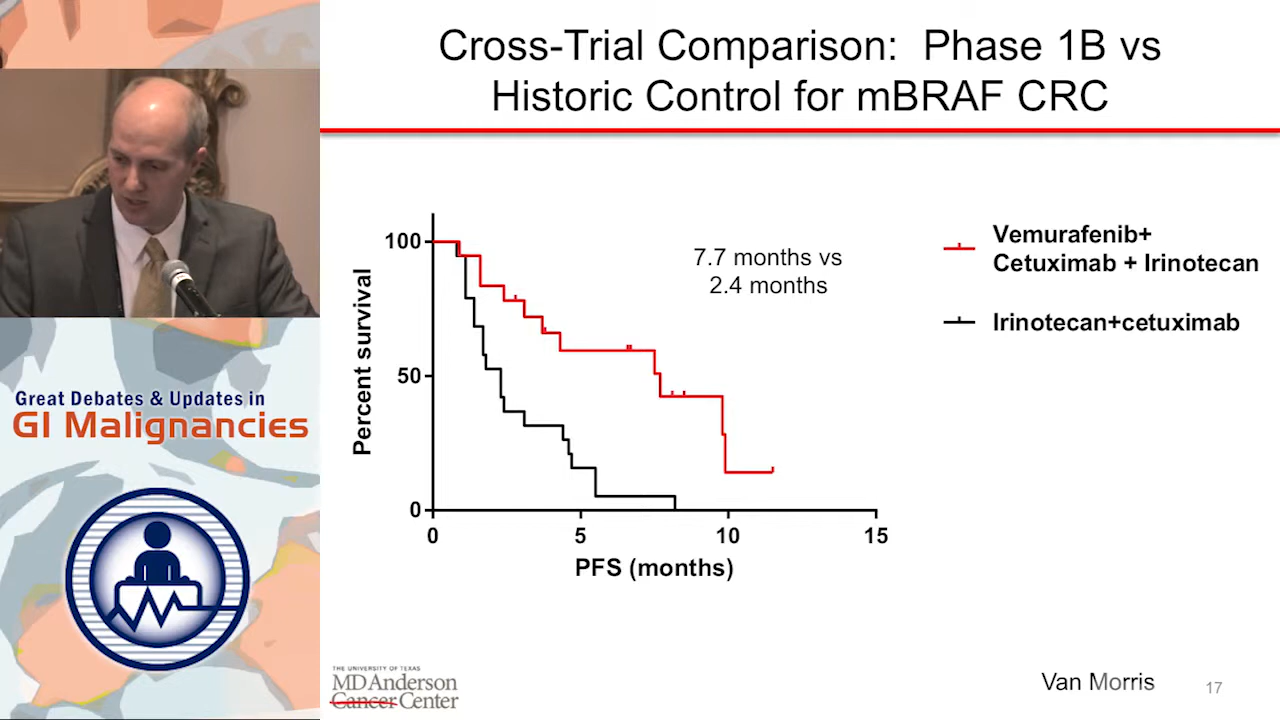 Cross-Trial Comparison: Phase 1B vs
Historic Control for mBRAF CRC
Great Debates & Updates in
GI Malignancies
Percent survival
100
50
0
0
5
10
15
PFS (months)
7.7 months vs
2.4 months
Vemurafenib+
Cetuximab + Irinotecan
Irinotecan+cetuximab
THE UNIVERSITY OF TEXAS
MD Anderson
Cancer Center
Van Morris
17